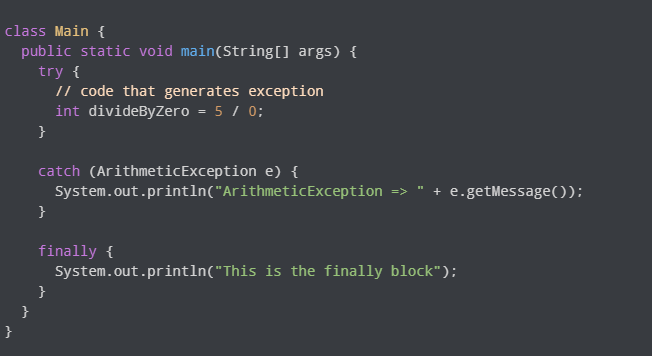 class Main {
  public static void main(String[] args) {
    try {
      // code that generates exception
      int divideByZero = 5 / 0;
    }

    catch (ArithmeticException e) {
      System.out.println("ArithmeticException => " + e.getMessage());
    }

    finally {
      System.out.println("This is the finally block");
    }
  }
}